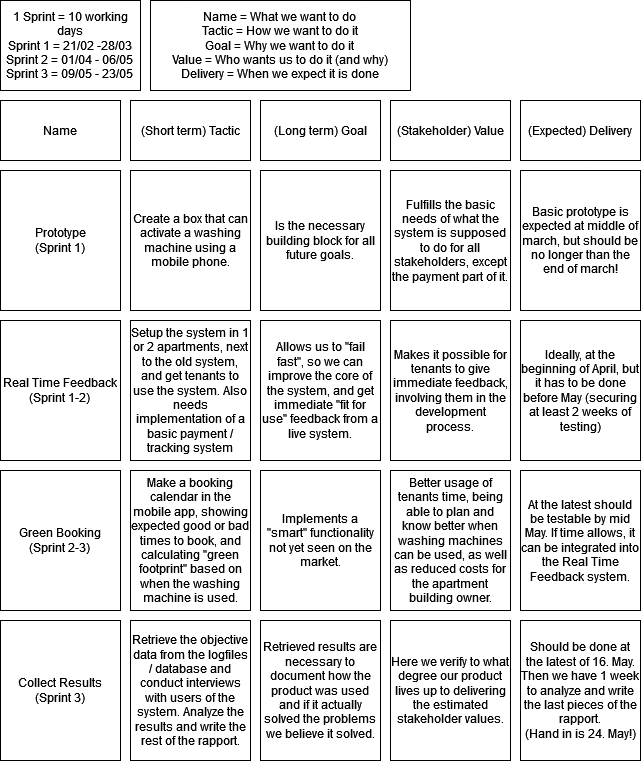 1 Sprint = 10 working
days
Sprint 1 = 21/02 -28/03
Sprint 2 = 01/04 - 06/05
Sprint 3 = 09/05 - 23/05
Name = What we want to do
Tactic = How we want to do it
Goal = Why we want to do it
Value = Who wants us to do it (and why)
Delivery = When we expect it is done
Name
(Short term) Tactic
(Long term) Goal
(Stakeholder) Value
(Expected) Delivery
Prototype
(Sprint 1)
Create a box that can
activate a washing
machine using a
mobile phone.
Is the necessary
building block for all
future goals.
Fulfills the basic
needs of what the
system is supposed
to do for all
stakeholders, except
the payment part of it.
Basic prototype is
expected at middle of
march, but should be
no longer than the
end of march!
Real Time Feedback
(Sprint 1-2)
Setup the system in 1
or 2 apartments, next
to the old system,
and get tenants to
use the system. Also
needs
implementation of a
basic payment /
tracking system
Allows us to "fail
fast", so we can
improve the core of
the system, and get
immediate "fit for
use" feedback from a
live system.
Makes it possible for
tenants to give
immediate feedback,
involving them in the
development
process.
Ideally, at the
beginning of April, but
it has to be done
before May (securing
at least 2 weeks of
testing)
Green Booking
(Sprint 2-3)
Make a booking
calendar in the
mobile app, showing
expected good or bad
times to book, and
calculating "green
footprint" based on
when the washing
machine is used.
Implements a
"smart" functionality
not yet seen on the
market.
Better usage of
tenants time, being
able to plan and
know better when
washing machines
can be used, as well
as reduced costs for
the apartment
building owner.
At the latest should
be testable by mid
May. If time allows, it
can be integrated into
the Real Time
Feedback system.
Collect Results
(Sprint 3)
Retrieve the objective
data from the logfiles
/ database and
conduct interviews
with users of the
system. Analyze the
results and write the
rest of the rapport.
Retrieved results are
necessary to
document how the
product was used
and if it actually
solved the problems
we believe it solved.
Here we verify to what
degree our product
lives up to delivering
the estimated
stakeholder values.
Should be done at
the latest of 16. May.
Then we have 1 week
to analyze and write
the last pieces of the
rapport.
(Hand in is 24. May!)